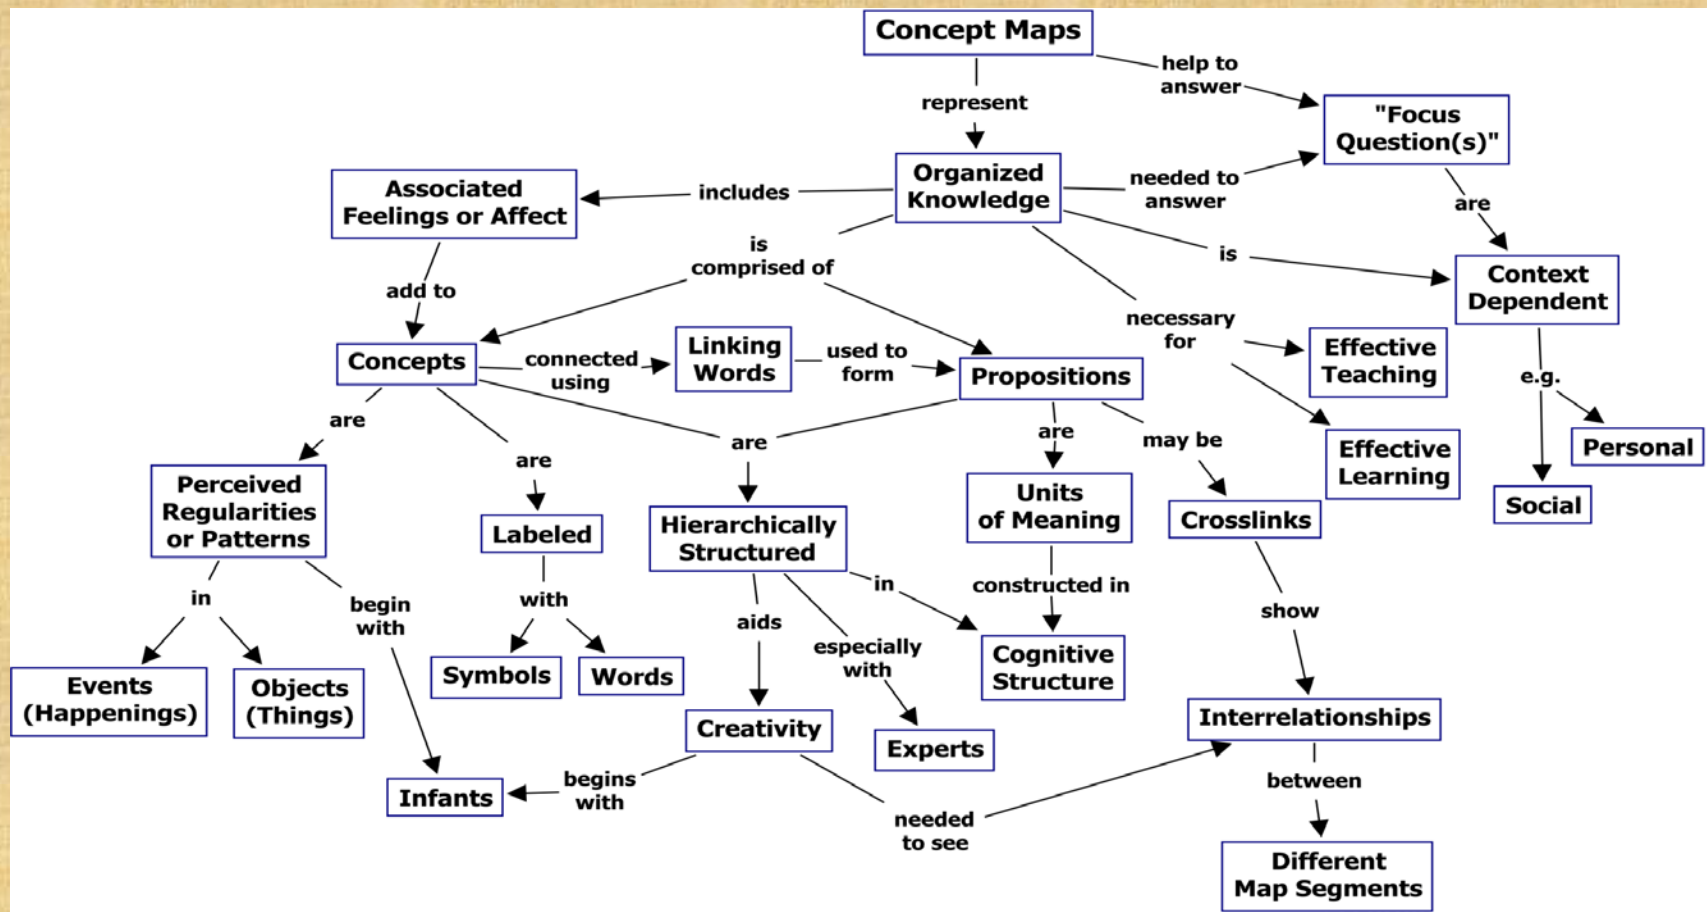 Concept Maps
help to
answer
represent
"Focus
Question(s)"
Organized
Knowledge
needed to
answer
Associated
Feelings or Affect
includes
are
is
comprised of
is
Context
Dependent
add to
necessary
for
Effective
Teaching
Concepts
connected
using
Linking
Words
used to
form
Propositions
e.g.
are
are
are
are
may be
Effective
Learning
Personal
Social
Perceived
Regularities
or Patterns
Labeled
Hierarchically
Structured
Units
of Meaning
Crosslinks
in
begin
with
with
aids
especially
with
in
constructed in
show
Events
(Happenings)
Objects
(Things)
Symbols
Words
Cognitive
Structure
Creativity
Experts
Interrelationships
Infants
begins
with
needed
to see
between
Different
Map Segments